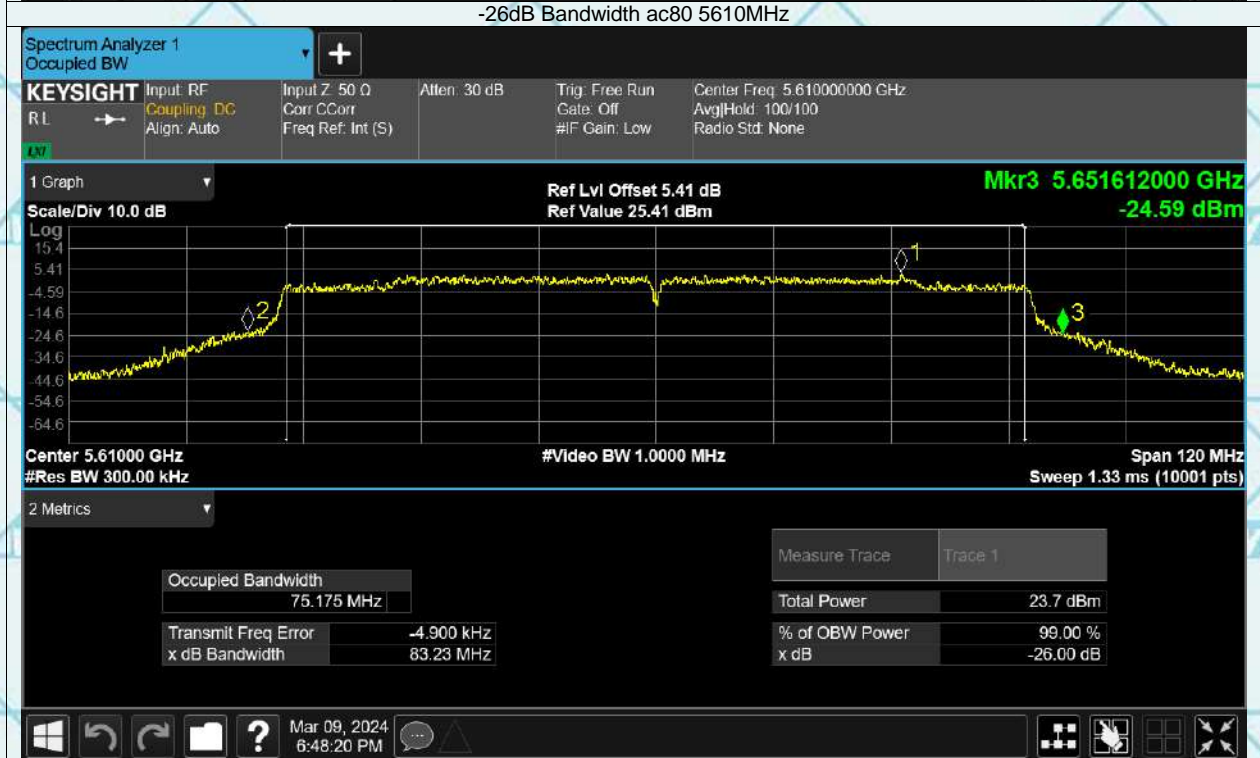 -26dB Bandwidth ac80 5610MHz
Spectrum Analyzer 1
Occupied BW
+
KEYSIGHT
R L
LXI
Input: RF
Coupling: DC
Align: Auto
Input Z: 50 Ω
Corr CCorr
Freq Ref: Int (S)
Atten: 30 dB
Trig: Free Run
Gate: Off
#IF Gain: Low
Center Freq: 5.610000000 GHz
Avg|Hold: 100/100
Radio Std: None
1 Graph
Scale/Div 10.0 dB
Ref Lvl Offset 5.41 dB
Ref Value 25.41 dBm
Mkr3 5.651612000 GHz
-24.59 dBm
Log
15.4
5.41
-4.59
-14.6
-24.6
-34.6
-44.6
-54.6
-64.6
1
2
3
Center 5.61000 GHz
#Res BW 300.00 kHz
#Video BW 1.0000 MHz
Span 120 MHz
Sweep 1.33 ms (10001 pts)
2 Metrics
Occupied Bandwidth
75.175 MHz
Transmit Freq Error -4.900 kHz
x dB Bandwidth 83.23 MHz
Measure Trace Trace 1
Total Power 23.7 dBm
% of OBW Power 99.00 %
x dB -26.00 dB
?
Mar 09, 2024
6:48:20 PM